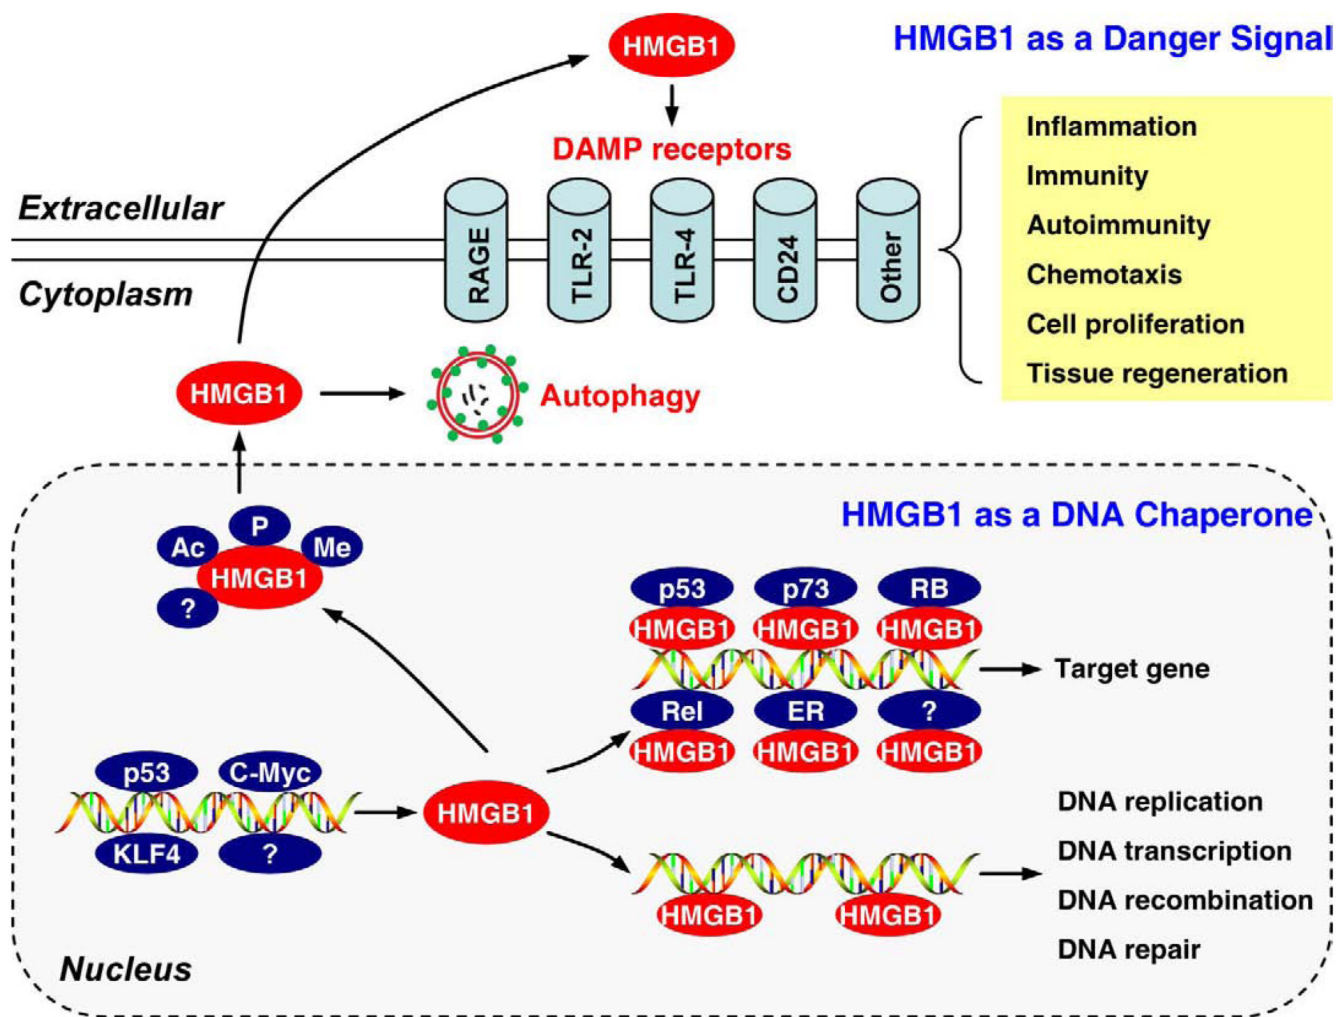 HMGB1
HMGB1 as a Danger Signal
DAMP receptors
Inflammation
Immunity
Autoimmunity
Chemotaxis
Cell proliferation
Tissue regeneration
Extracellular
Cytoplasm
RAGE
TLR-2
TLR-4
CD24
Other
HMGB1
Autophagy
HMGB1 as a DNA Chaperone
P
Ac
Me
HMGB1
?
p53 p73 RB
HMGB1 HMGB1 HMGB1
Target gene
Rel ER ?
HMGB1 HMGB1 HMGB1
p53 C-Myc
HMGB1
KLF4 ?
DNA replication
DNA transcription
DNA recombination
DNA repair
HMGB1 HMGB1
Nucleus